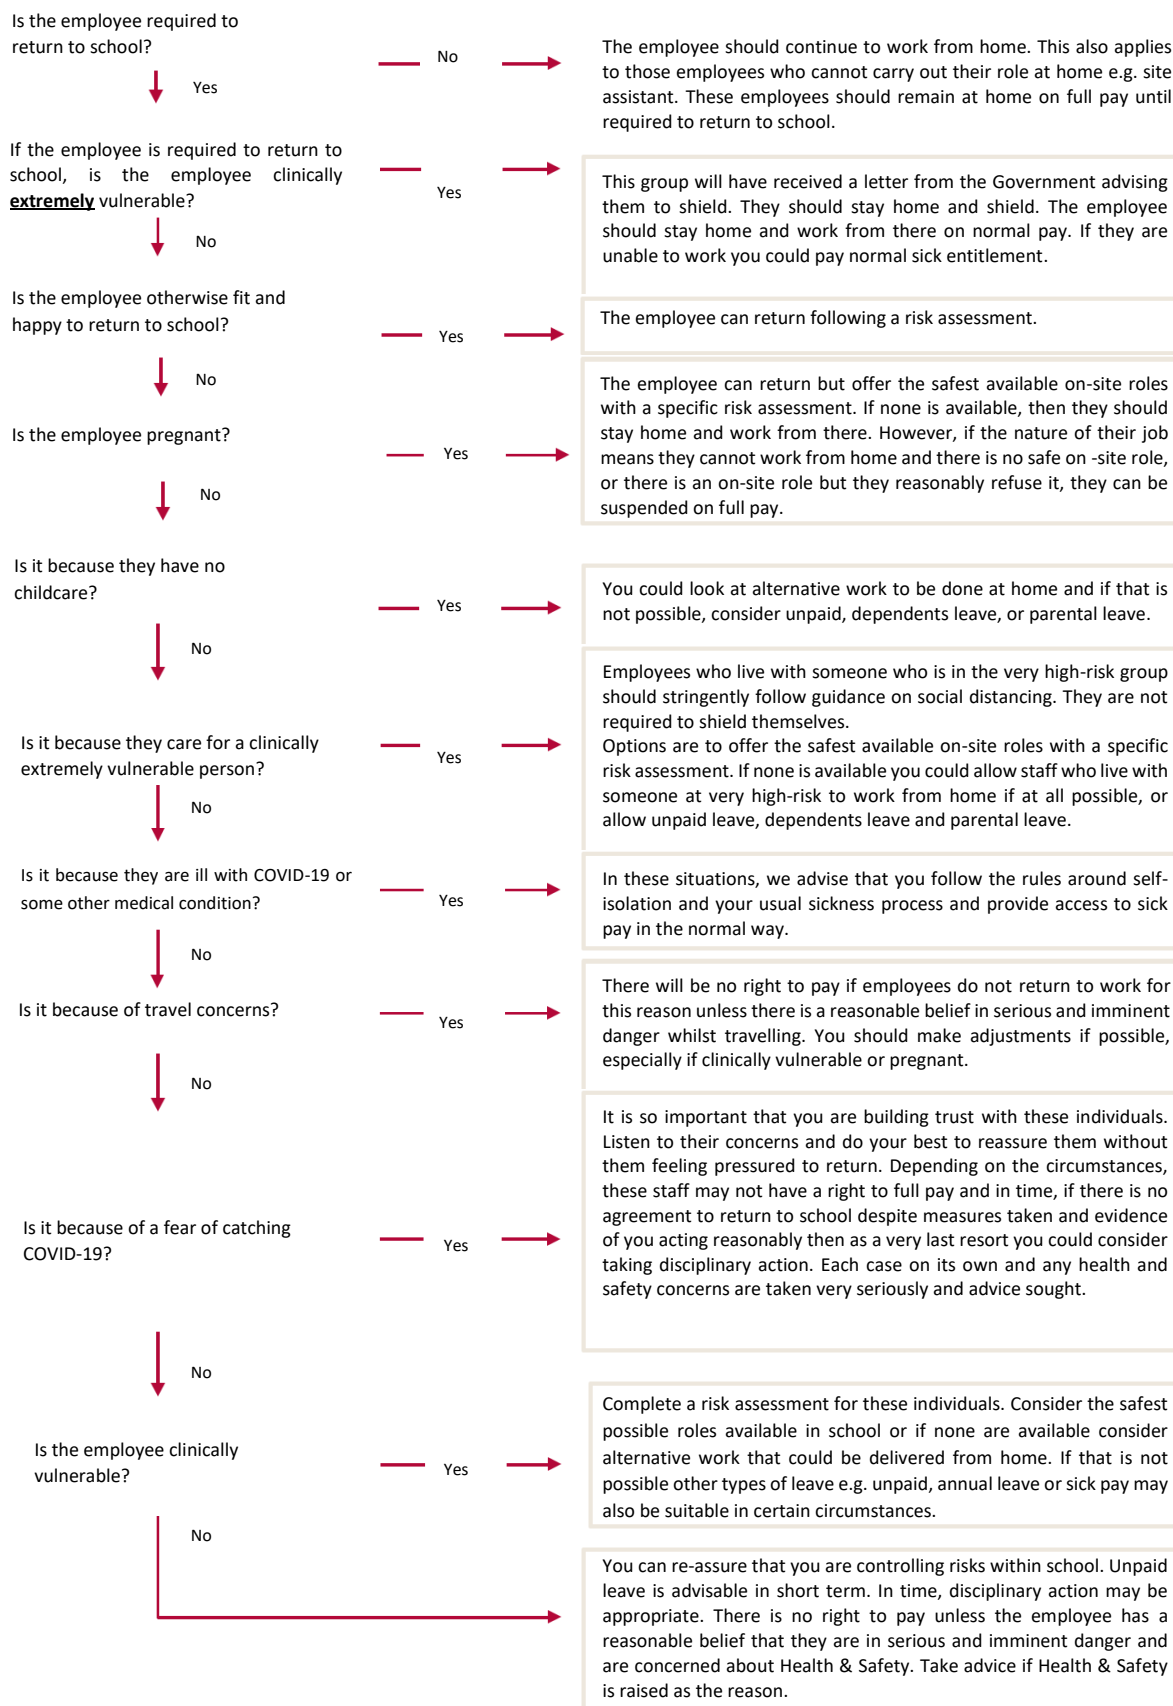 Is the employee required to
return to school?
No
Yes
The employee should continue to work from home. This also applies
to those employees who cannot carry out their role at home e.g. site
assistant. These employees should remain at home on full pay until
required to return to school.
If the employee is required to return to
school, is the employee clinically
extremely vulnerable?
Yes
No
This group will have received a letter from the Government advising
them to shield. They should stay home and shield. The employee
should stay home and work from there on normal pay. If they are
unable to work you could pay normal sick entitlement.
Is the employee otherwise fit and
happy to return to school?
Yes
No
The employee can return following a risk assessment.
Is the employee pregnant?
Yes
No
The employee can return but offer the safest available on-site roles
with a specific risk assessment. If none is available, then they should
stay home and work from there. However, if the nature of their job
means they cannot work from home and there is no safe on -site role,
or there is an on-site role but they reasonably refuse it, they can be
suspended on full pay.
Is it because they have no
childcare?
Yes
No
You could look at alternative work to be done at home and if that is
not possible, consider unpaid, dependents leave, or parental leave.
Is it because they care for a clinically
extremely vulnerable person?
Yes
No
Employees who live with someone who is in the very high-risk group
should stringently follow guidance on social distancing. They are not
required to shield themselves.
Options are to offer the safest available on-site roles with a specific
risk assessment. If none is available you could allow staff who live with
someone at very high-risk to work from home if at all possible, or
allow unpaid leave, dependents leave and parental leave.
Is it because they are ill with COVID-19 or
some other medical condition?
Yes
No
In these situations, we advise that you follow the rules around self-
isolation and your usual sickness process and provide access to sick
pay in the normal way.
Is it because of travel concerns?
Yes
No
There will be no right to pay if employees do not return to work for
this reason unless there is a reasonable belief in serious and imminent
danger whilst travelling. You should make adjustments if possible,
especially if clinically vulnerable or pregnant.
Is it because of a fear of catching
COVID-19?
Yes
No
It is so important that you are building trust with these individuals.
Listen to their concerns and do your best to reassure them without
them feeling pressured to return. Depending on the circumstances,
these staff may not have a right to full pay and in time, if there is no
agreement to return to school despite measures taken and evidence
of you acting reasonably then as a very last resort you could consider
taking disciplinary action. Each case on its own and any health and
safety concerns are taken very seriously and advice sought.
Is the employee clinically
vulnerable?
Yes
No
Complete a risk assessment for these individuals. Consider the safest
possible roles available in school or if none are available consider
alternative work that could be delivered from home. If that is not
possible other types of leave e.g. unpaid, annual leave or sick pay may
also be suitable in certain circumstances.
You can re-assure that you are controlling risks within school. Unpaid
leave is advisable in short term. In time, disciplinary action may be
appropriate. There is no right to pay unless the employee has a
reasonable belief that they are in serious and imminent danger and
are concerned about Health & Safety. Take advice if Health & Safety
is raised as the reason.